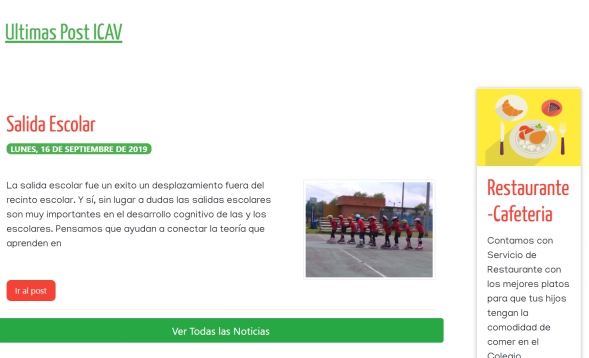 Ultimas Post ICAV
Salida Escolar
LUNES, 16 DE SEPTIEMBRE DE 2019
La salida escolar fue un exito un desplazamiento fuera del
recinto escolar. Y sí, sin lugar a dudas las salidas escolares
son muy importantes en el desarrollo cognitivo de las y los
escolares. Pensamos que ayudan a conectar la teoría que
aprenden en
Ir al post
Ver Todas las Noticias
Restaurante
-Cafeteria
Contamos con
Servicio de
Restaurante con
los mejores platos
para que tus hijos
tengan la
comodidad de
comer en el
Colegio